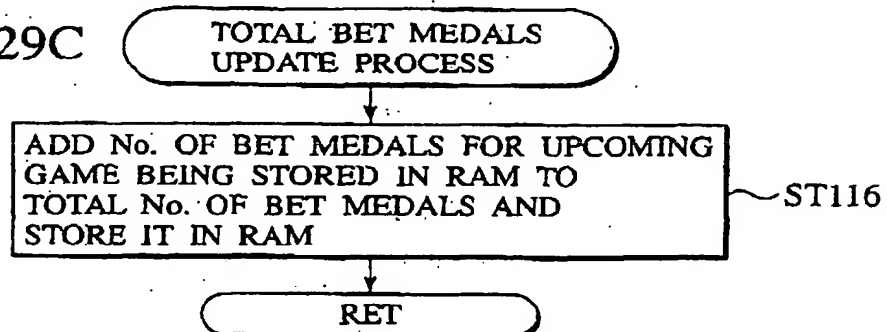 29C
TOTAL BET MEDALS
UPDATE PROCESS
ADD No. OF BET MEDALS FOR UPCOMING
GAME BEING STORED IN RAM TO
TOTAL No. OF BET MEDALS AND
STORE IT IN RAM
ST116
RET